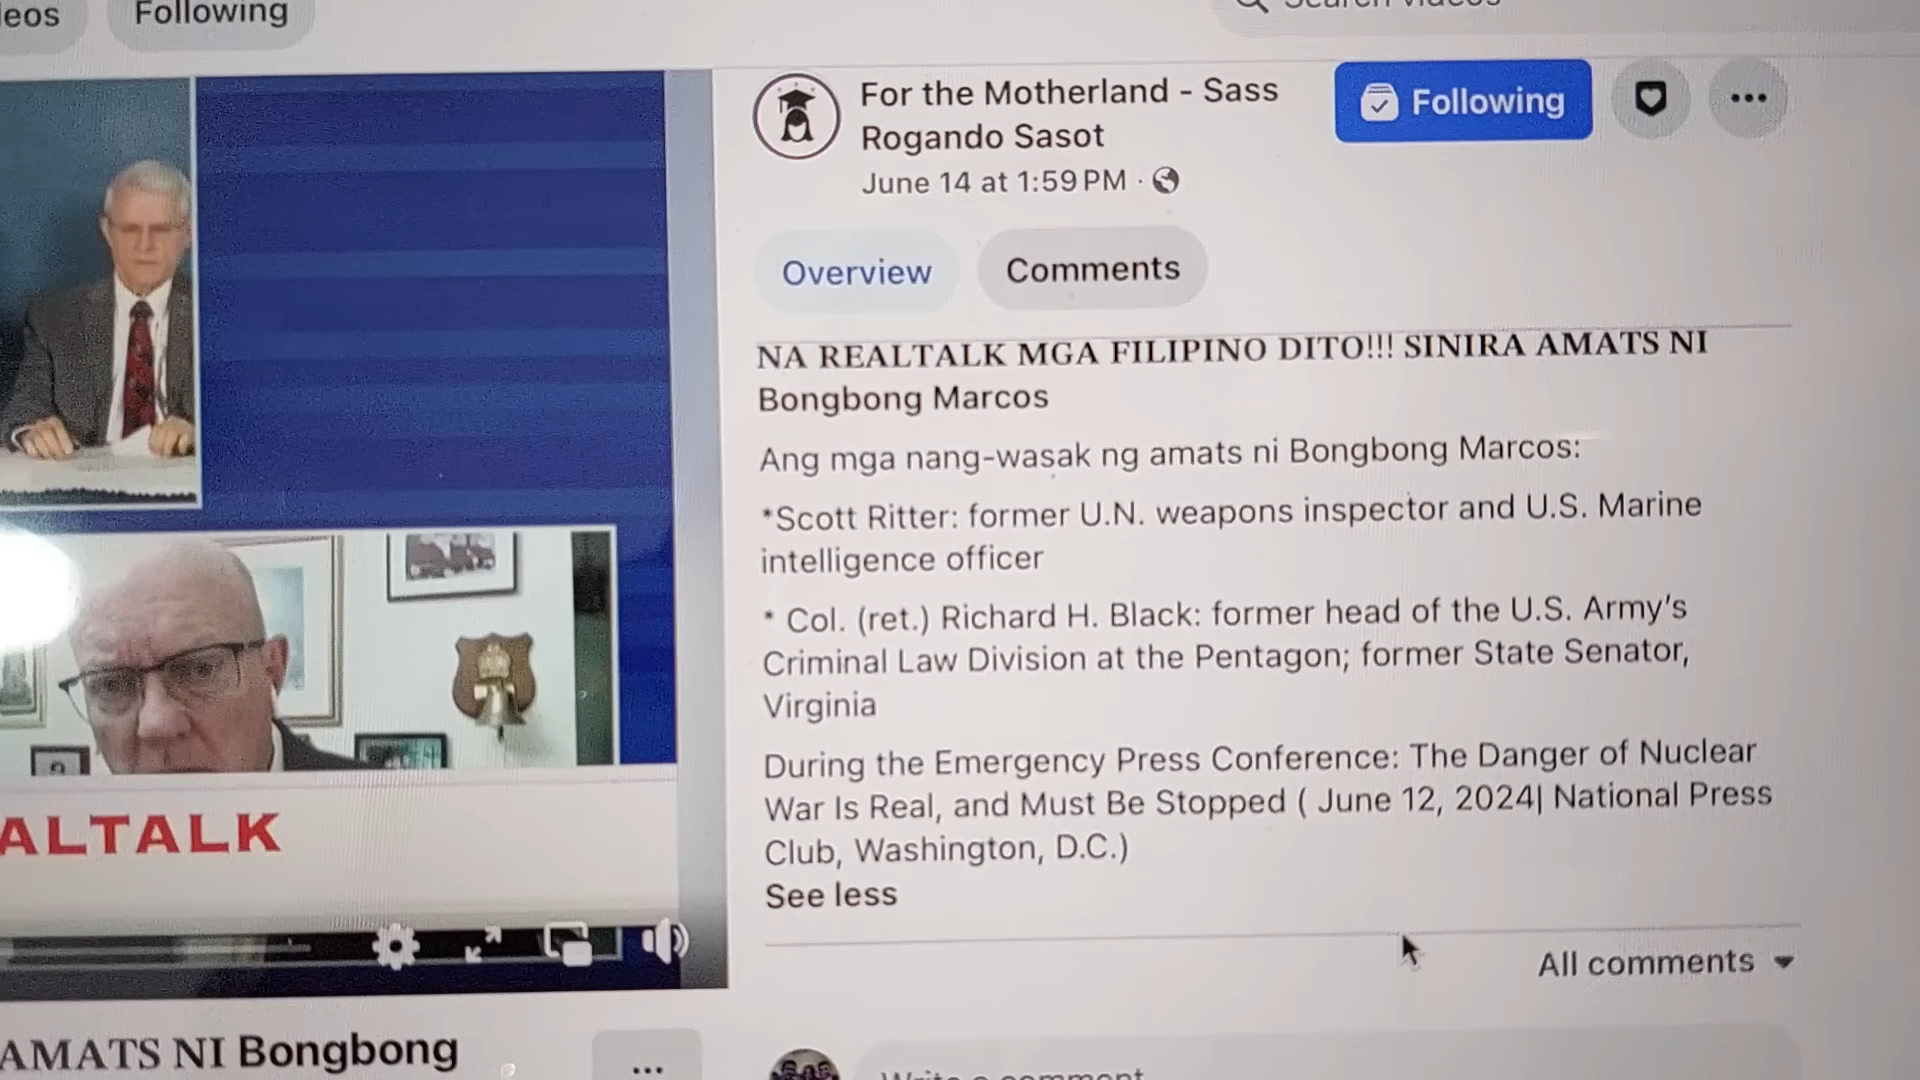 eos
Following
For the Motherland - Sass
Rogando Sasot
Following
June 14 at 1:59 PM ·
Overview
Comments
NA REALTALK MGA FILIPINO DITO!!! SINIRA AMATS NI
Bongbong Marcos
Ang mga nang-wasak ng amats ni Bongbong Marcos:
*Scott Ritter: former U.N. weapons inspector and U.S. Marine
intelligence officer
* Col. (ret.) Richard H. Black: former head of the U.S. Army's
Criminal Law Division at the Pentagon; former State Senator,
Virginia
During the Emergency Press Conference: The Danger of Nuclear
War Is Real, and Must Be Stopped ( June 12, 2024| National Press
Club, Washington, D.C.)
See less
All comments
ALTALK
AMATS NI Bongbong
Write a comment